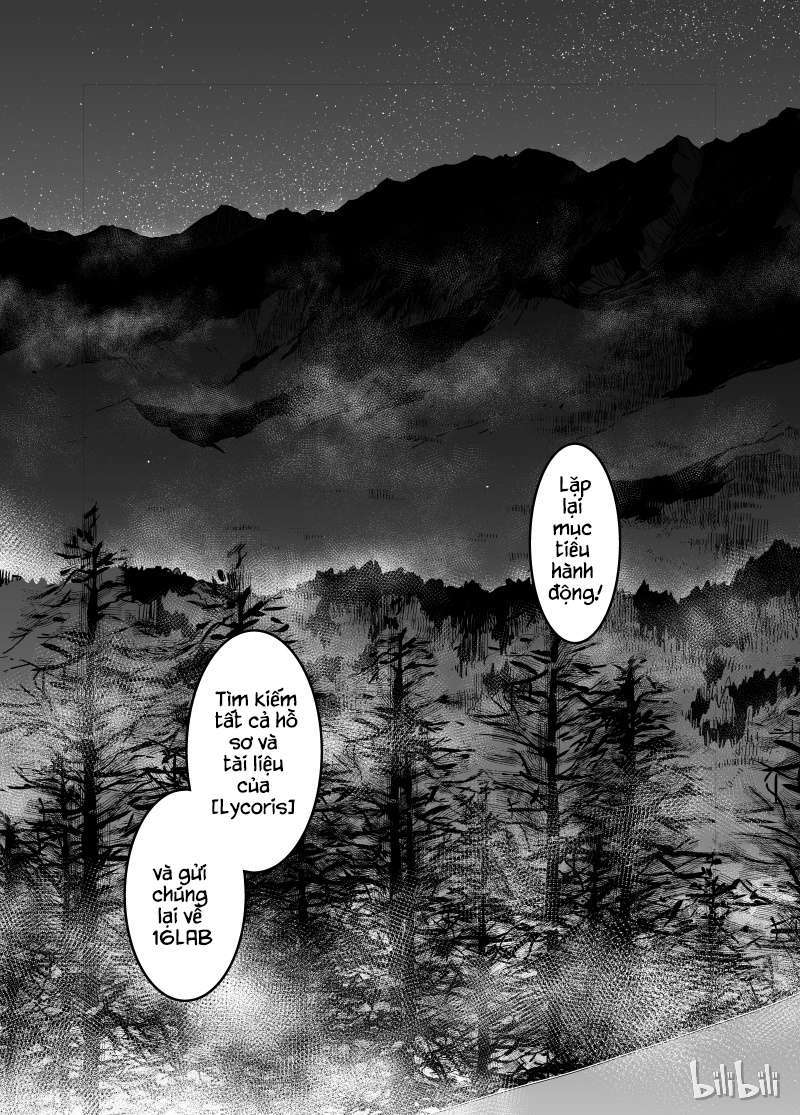 Lặp
lại
mục
tiêu
hành
động!
Tìm kiếm
tất cả hồ
sơ và
tài liệu
của
[Lycoris]
và gửi
chúng
lại về
16LAB
bilibili